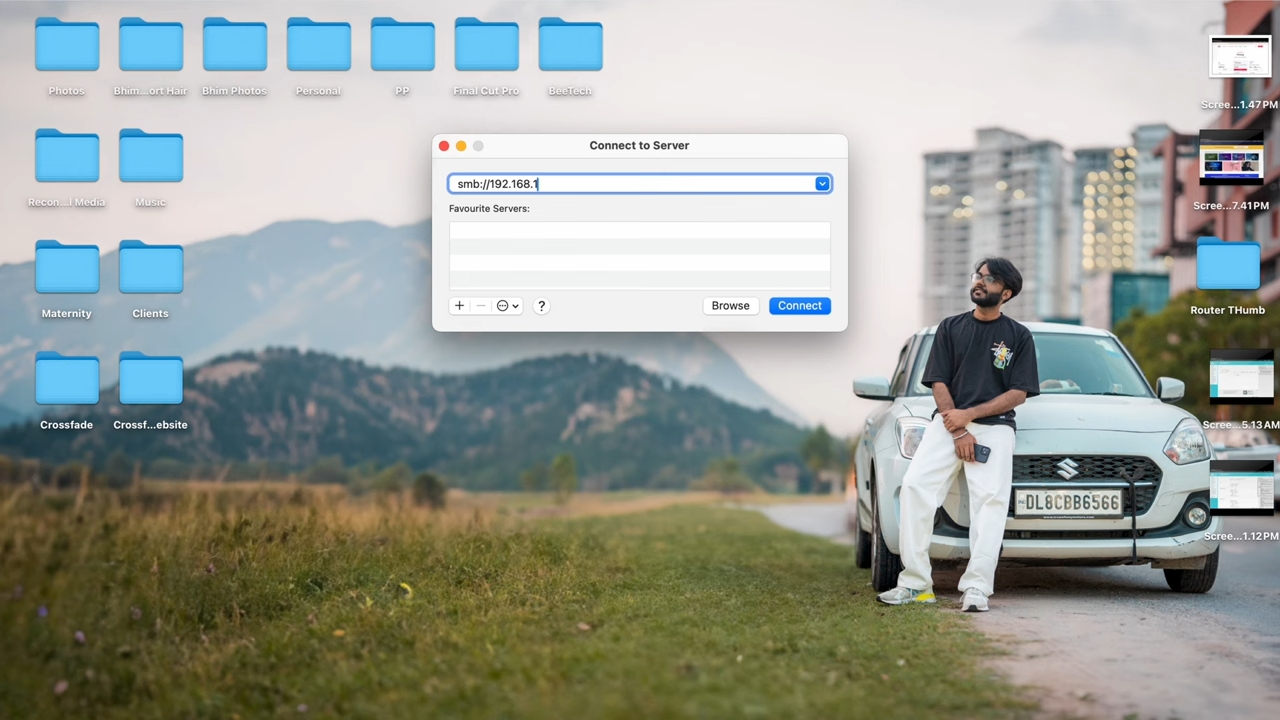 Photos
Bhim...ort Hair
Bhim Photos
Personal
PP
Final Cut Pro
BeeTech
Scree...1.47 PM
Connect to Server
smb://192.168.1
Favourite Servers:
Browse
Connect
?
Recon...l Media
Music
Scree...7.41 PM
Maternity
Clients
Router THumb
Crossfade
Crossf...ebsite
Scree...5.13 AM
DL8CBB6566
Scree...1.12 PM